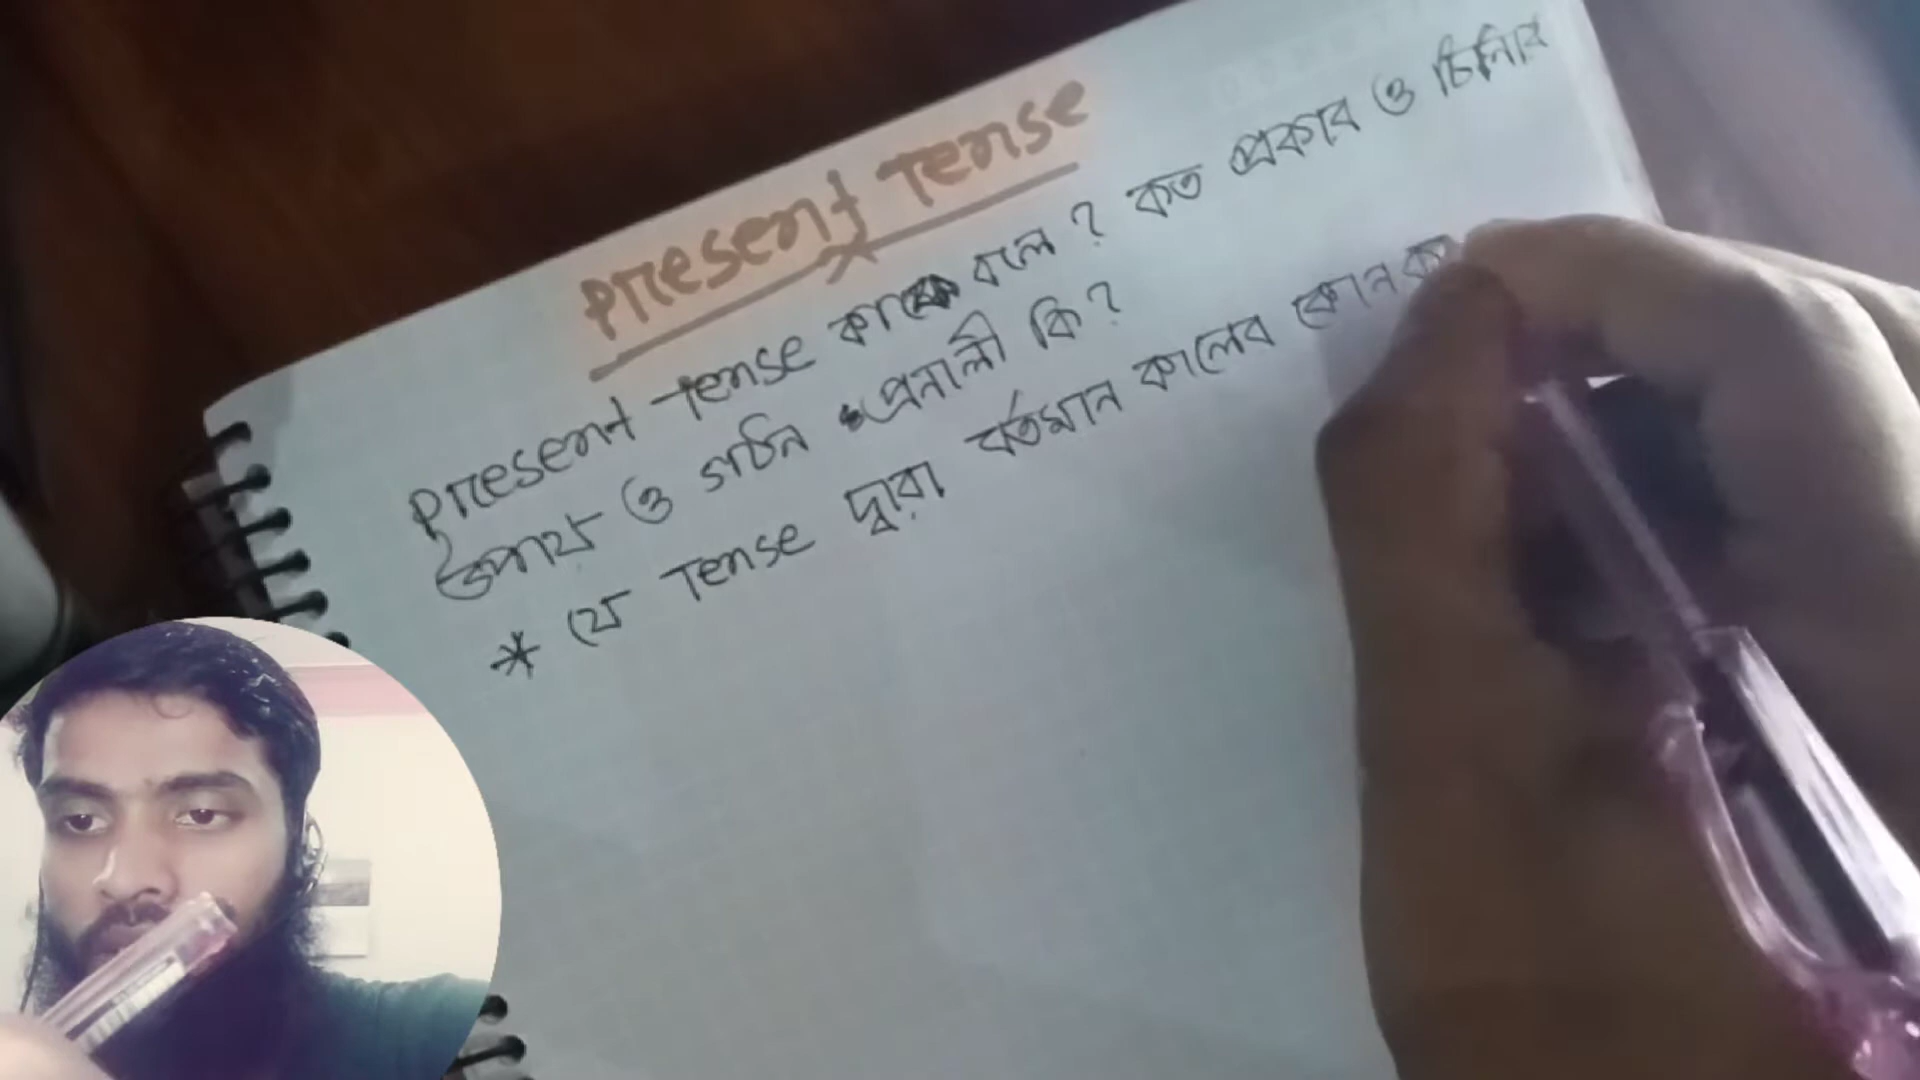 Present Tense
Present Tense কাকে বলে? কত প্রকার ও চিনার
উপায় ও গঠন প্রনালী কি?
* যে Tense দ্বারা বর্তমান কালের কোন কা